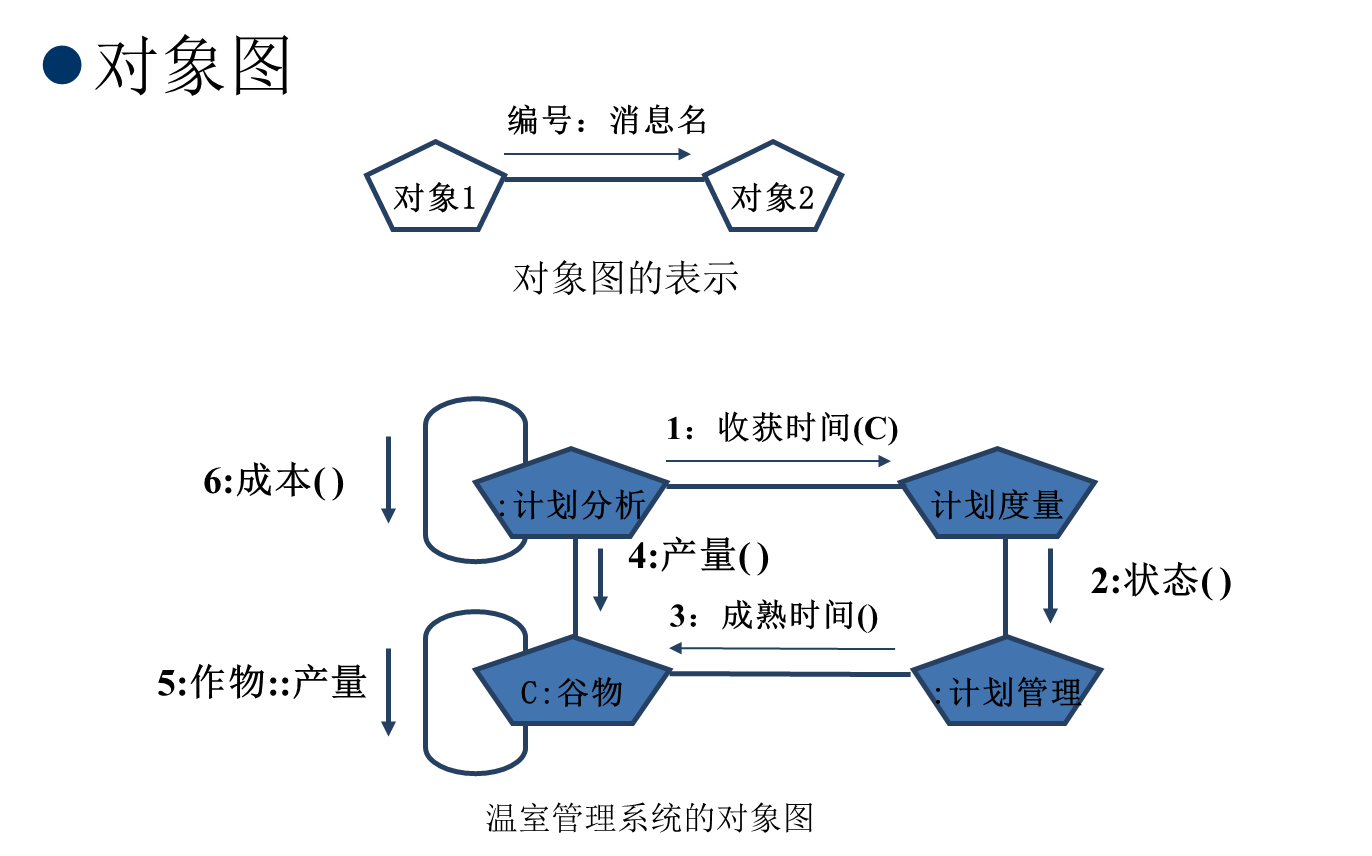 对象图
编号：消息名
对象1
对象2
对象图的表示
1：收获时间(C)
6:成本()
:计划分析
计划度量
4:产量()
2:状态()
3：成熟时间()
5:作物::产量
C:谷物
:计划管理
温室管理系统的对象图